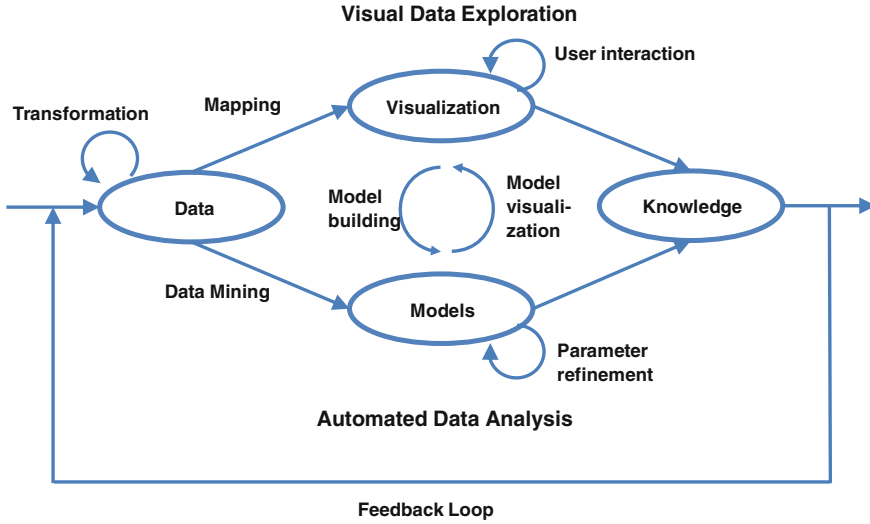 Visual Data Exploration
User interaction
Transformation
Mapping
Visualization
Data
Model
building
Model
visuali-
zation
Knowledge
Data Mining
Models
Parameter
refinement
Automated Data Analysis
Feedback Loop